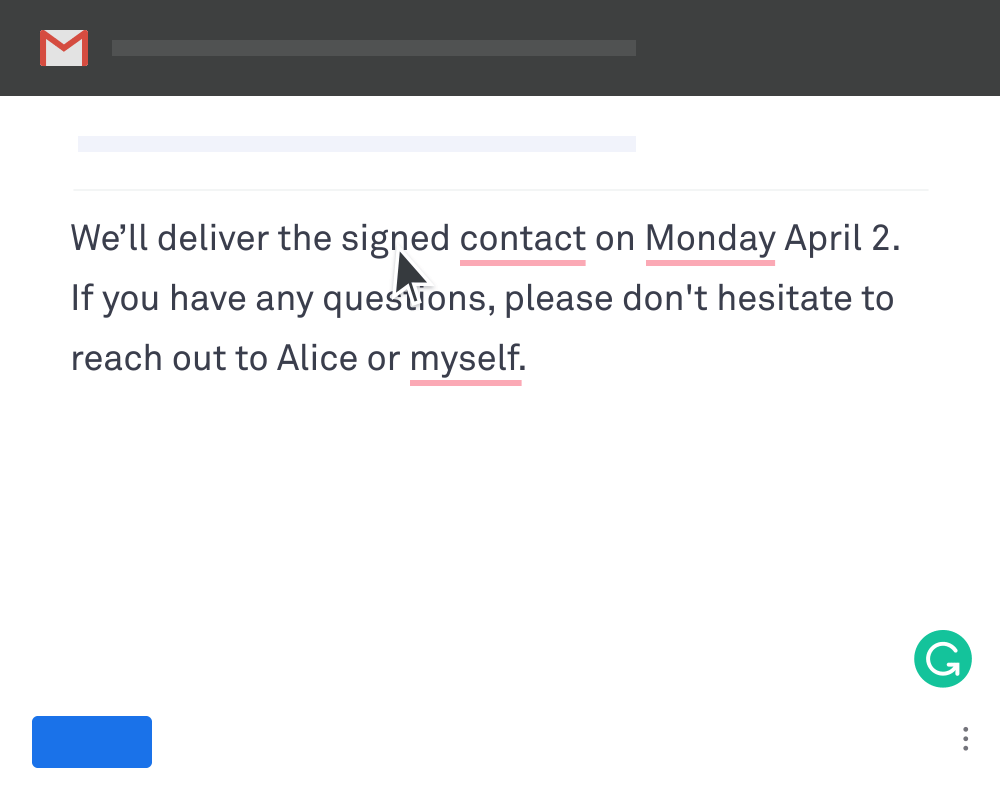 We’ll deliver the signed contact on Monday April 2.
If you have any questions, please don't hesitate to
reach out to Alice or myself.